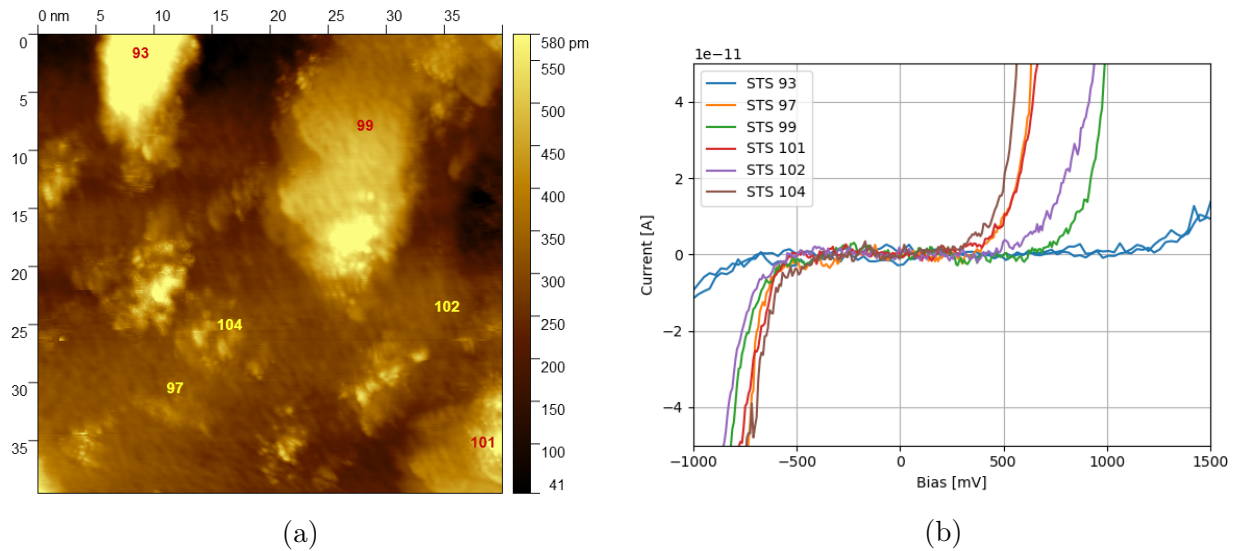 0 nm 5 10 15 20 25 30 35
0
5
10
15
20
25
30
35
93
99
102
104
97
101
580 pm
550
500
450
400
350
300
250
200
150
100
41
(a)
1e−11
STS 93
STS 97
STS 99
STS 101
STS 102
STS 104
Current [A]
4
2
0
−2
−4
−1000 −500 0 500 1000 1500
Bias [mV]
(b)